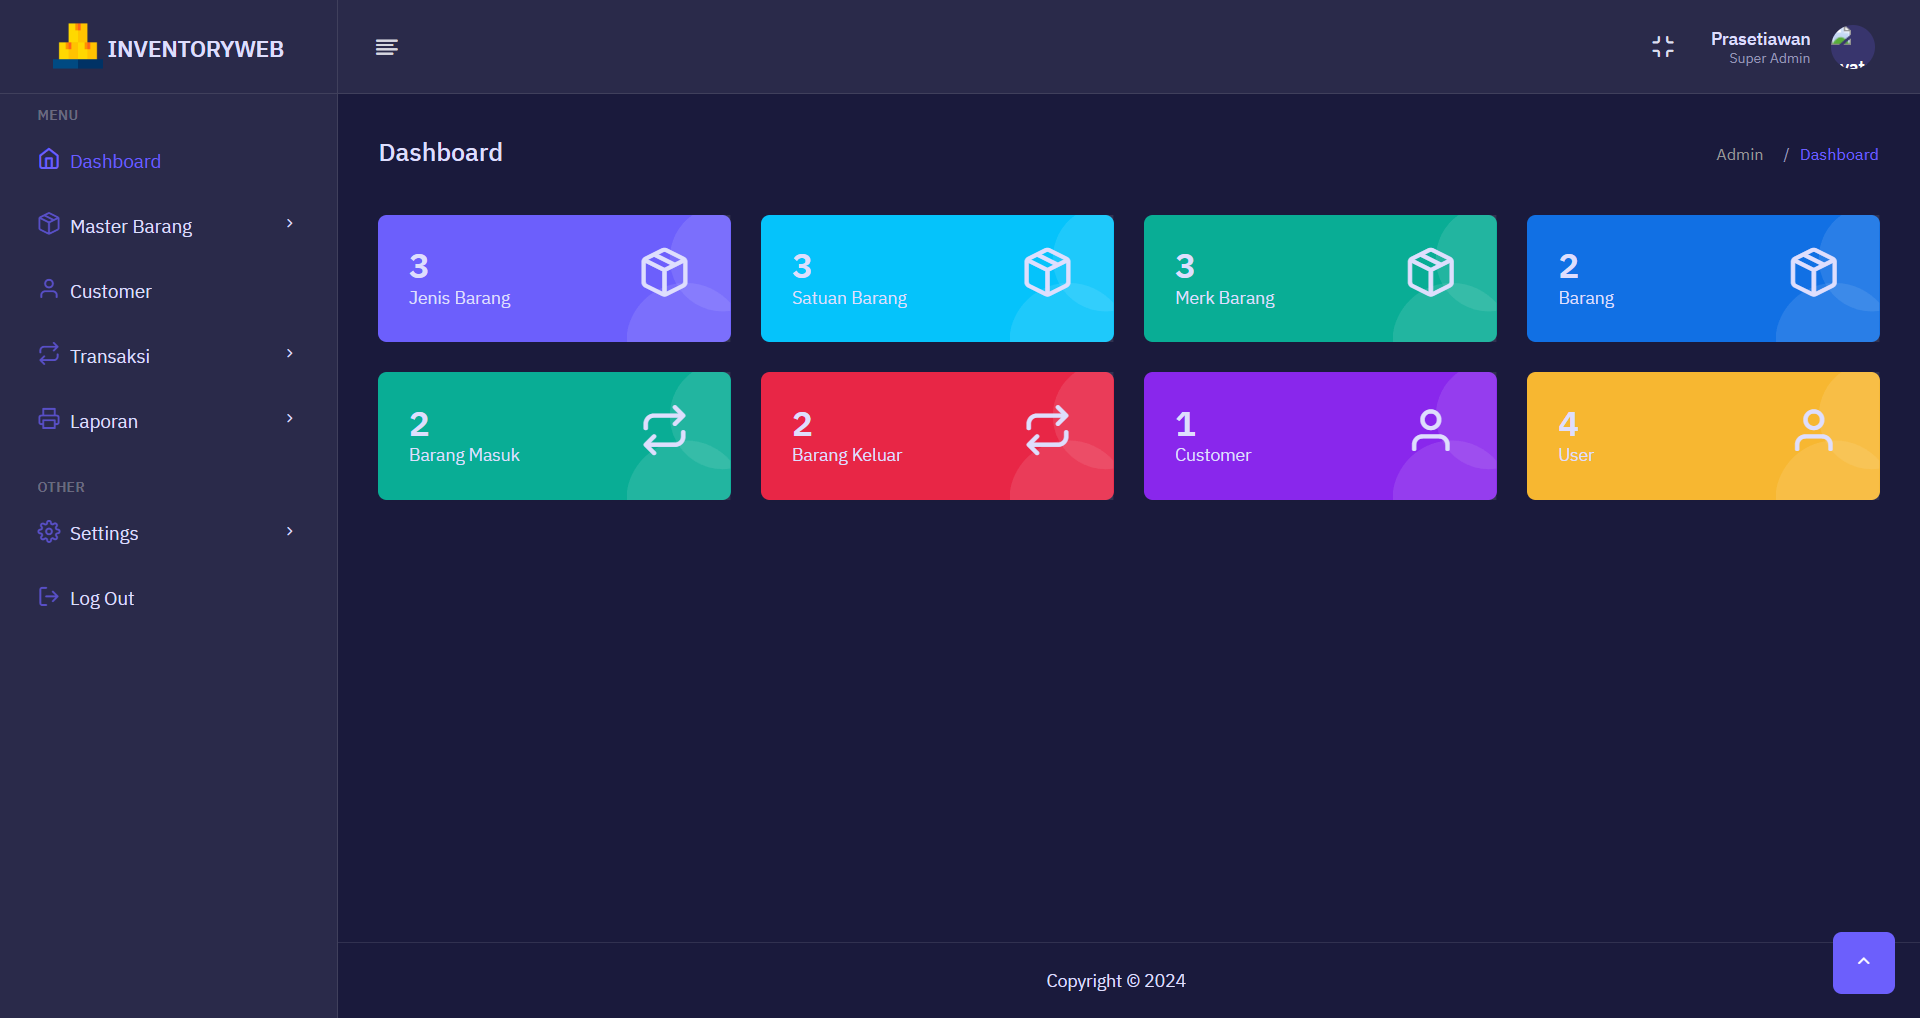 INVENTORYWEB
Prasetiawan
Super Admin
MENU
Dashboard
Master Barang
Customer
Transaksi
Laporan
OTHER
Settings
Log Out
Dashboard
Admin / Dashboard
3
Jenis Barang
3
Satuan Barang
3
Merk Barang
2
Barang
2
Barang Masuk
2
Barang Keluar
1
Customer
4
User
Copyright © 2024